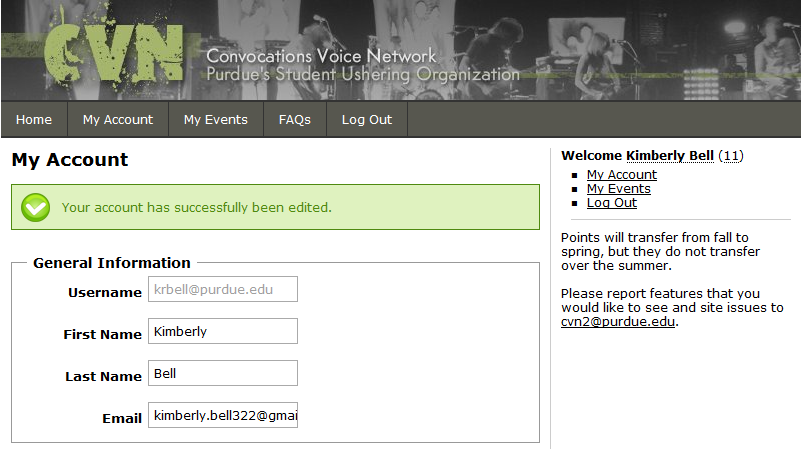 CVN
Convocations Voice Network
Purdue's Student Ushering Organization
Home My Account My Events FAQs Log Out
My Account
Your account has successfully been edited.
General Information
Username krbell@purdue.edu
First Name Kimberly
Last Name Bell
Email kimberly.bell322@gmai
Welcome Kimberly Bell (11)
My Account
My Events
Log Out
Points will transfer from fall to
spring, but they do not transfer
over the summer.
Please report features that you
would like to see and site issues to
cvn2@purdue.edu.